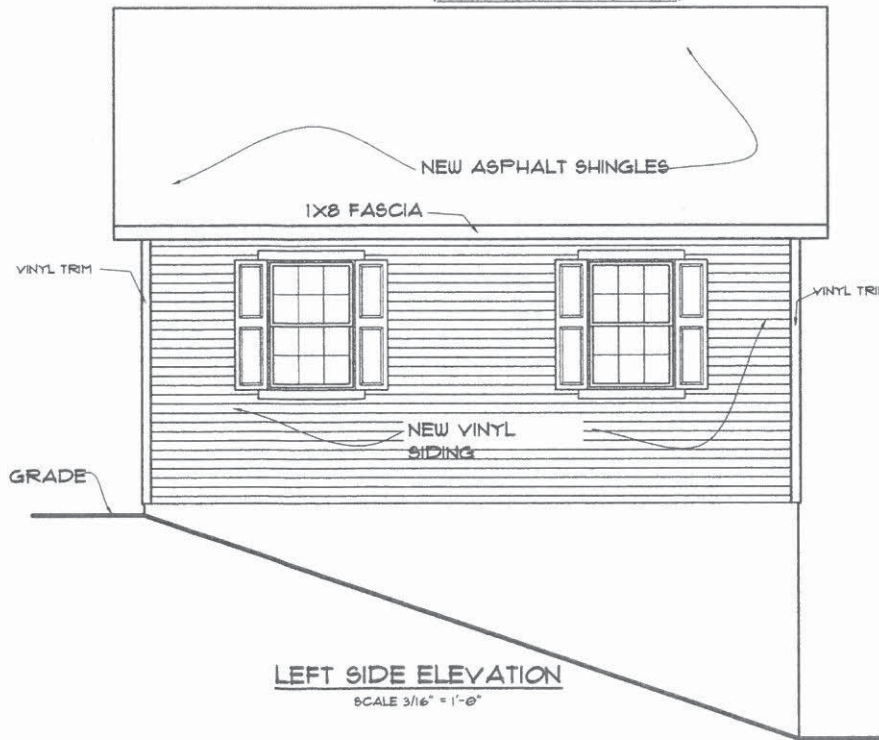 NEW ASPHALT SHINGLES
1X8 FASCIA
VINYL TRIM
VINYL TRI
NEW VINYL
SIDING
GRADE
LEFT SIDE ELEVATION
SCALE 3/16" = 1'-0"